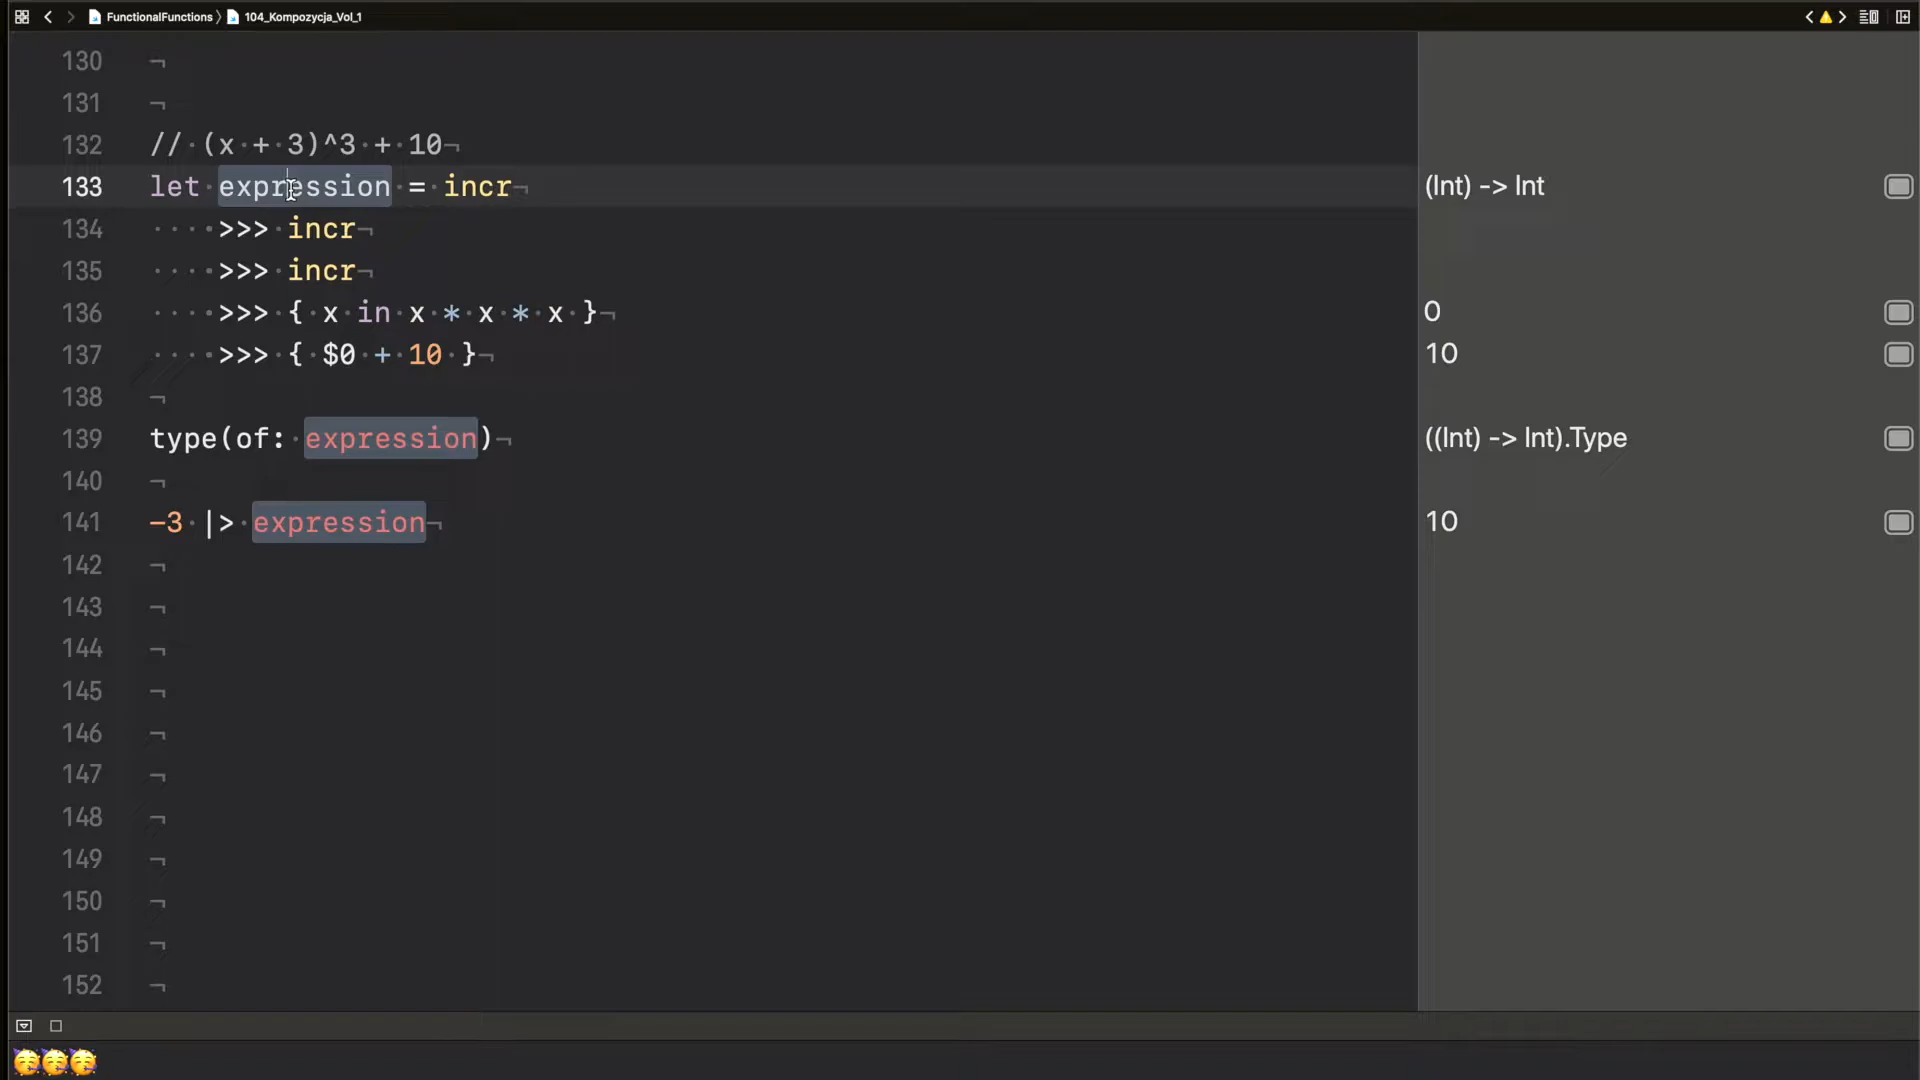 FunctionalFunctions 104_Kompozycja_Vol_1
130
131
132 // (x + 3)^3 + 10
133 let expression = incr (Int) -> Int
134 >>> incr
135 >>> incr
136 >>> { x in x * x * x } 0
137 >>> { $0 + 10 } 10
138
139 type(of: expression) ((Int) -> Int).Type
140
141 -3 |> expression 10
142
143
144
145
146
147
148
149
150
151
152